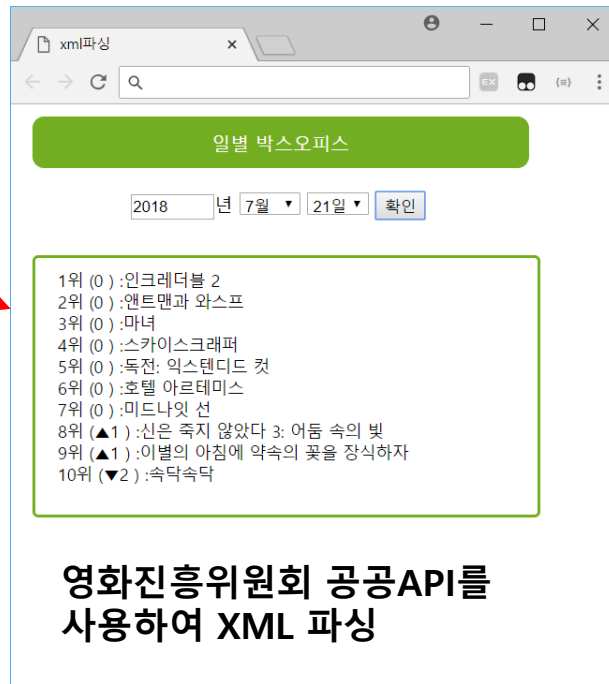 xml파싱
일별 박스오피스
2018 년 7월 21일 확인
1위 (0 ) :인크레더블 2
2위 (0 ) :앤트맨과 와스프
3위 (0 ) :마녀
4위 (0 ) :스카이스크래퍼
5위 (0 ) :독전: 익스텐디드 컷
6위 (0 ) :호텔 아르테미스
7위 (0 ) :미드나잇 선
8위 (▲1 ) :신은 죽지 않았다 3: 어둠 속의 빛
9위 (▲1 ) :이별의 아침에 약속의 꽃을 장식하자
10위 (▼2 ) :속닥속닥
영화진흥위원회 공공API를
사용하여 XML 파싱